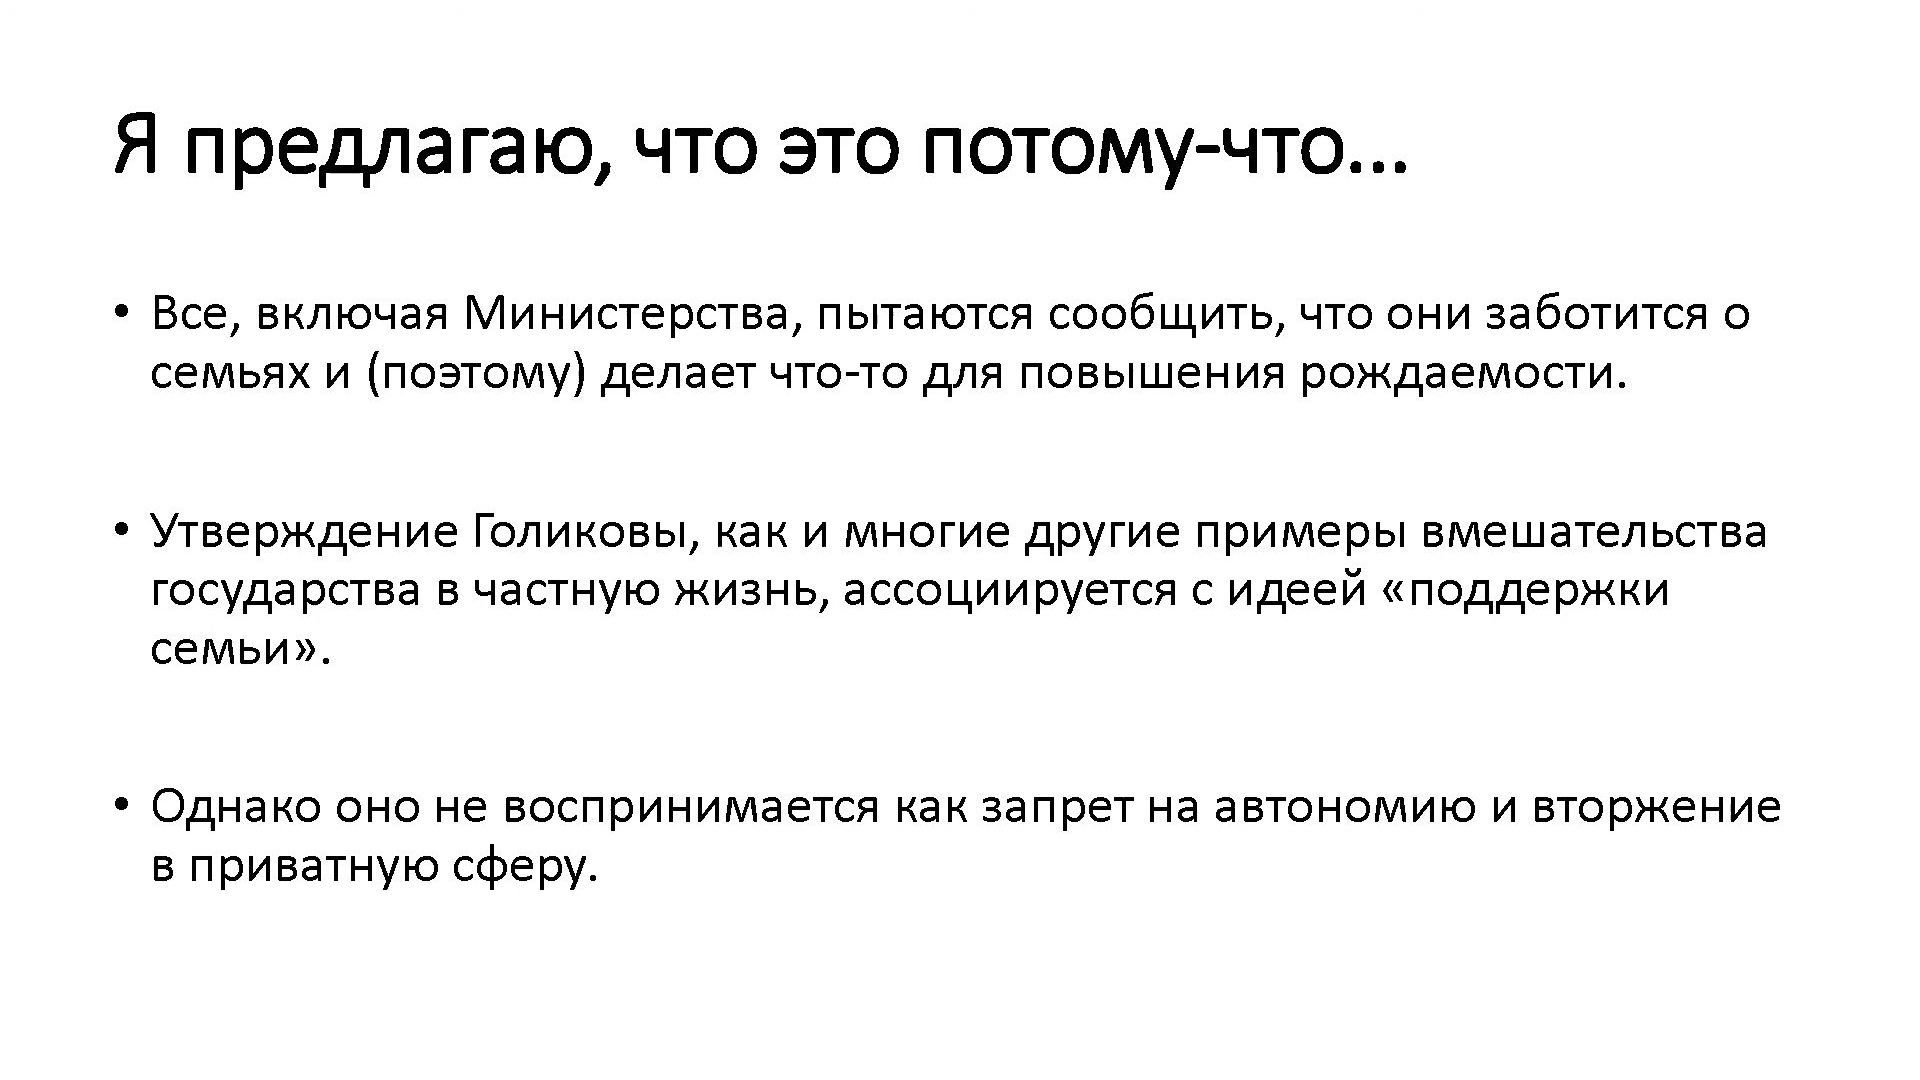 Я предлагаю, что это потому-что...
• Все, включая Министерства, пытаются сообщить, что они заботится о
семьях и (поэтому) делает что-то для повышения рождаемости.
• Утверждение Голиковы, как и многие другие примеры вмешательства
государства в частную жизнь, ассоциируется с идеей «поддержки
семьи».
• Однако оно не воспринимается как запрет на автономию и вторжение
в приватную сферу.